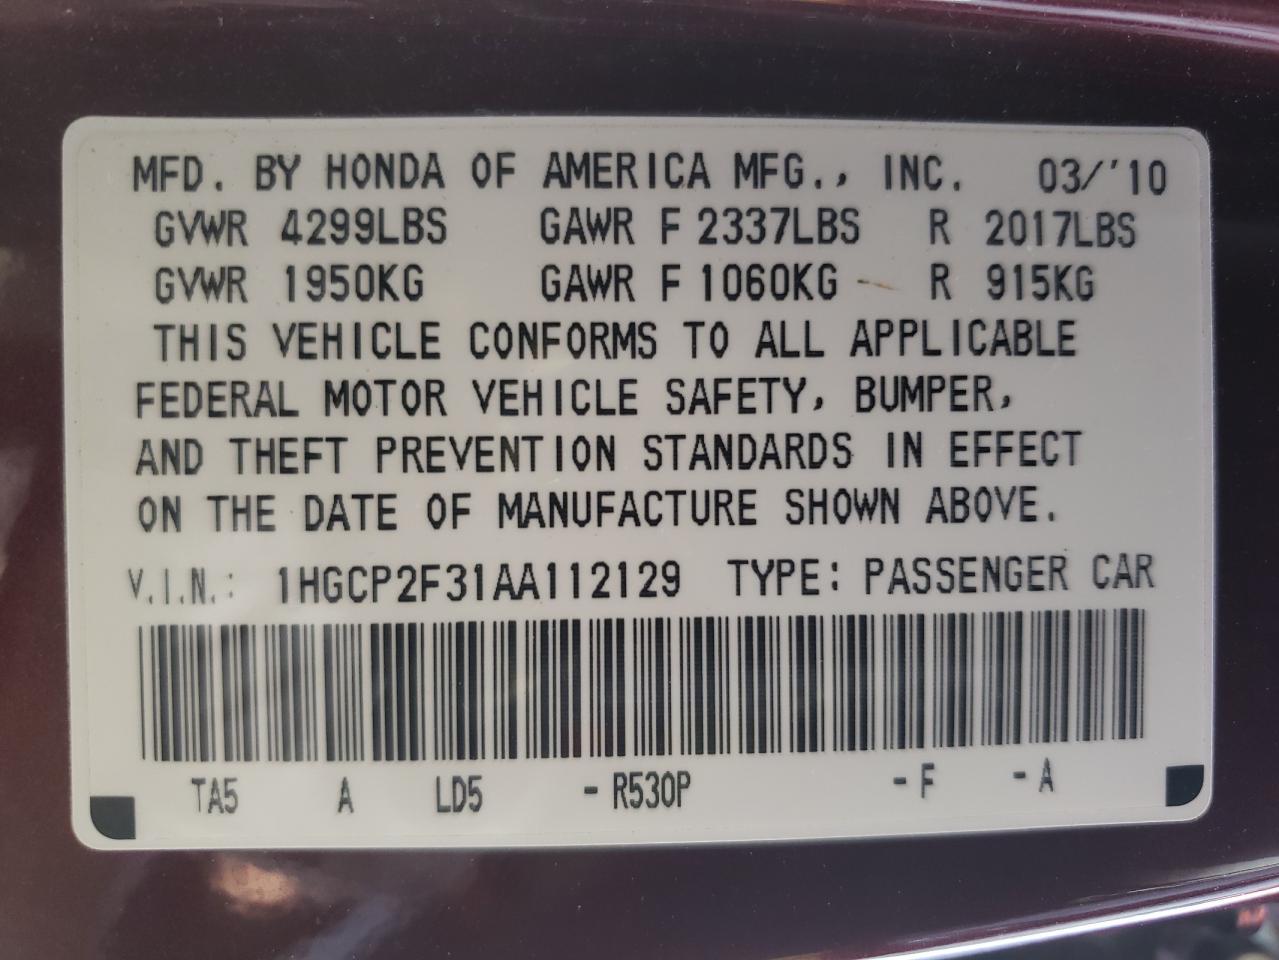 MFD. BY HONDA OF AMERICA MFG., INC. 03/'10
GVWR 4299LBS GAWR F 2337LBS R 2017LBS
GVWR 1950KG GAWR F 1060KG R 915KG
THIS VEHICLE CONFORMS TO ALL APPLICABLE
FEDERAL MOTOR VEHICLE SAFETY, BUMPER,
AND THEFT PREVENTION STANDARDS IN EFFECT
ON THE DATE OF MANUFACTURE SHOWN ABOVE.
V.I.N.: 1HGCP2F31AA112129 TYPE: PASSENGER CAR
TA5 A LD5 - R530P - F - A